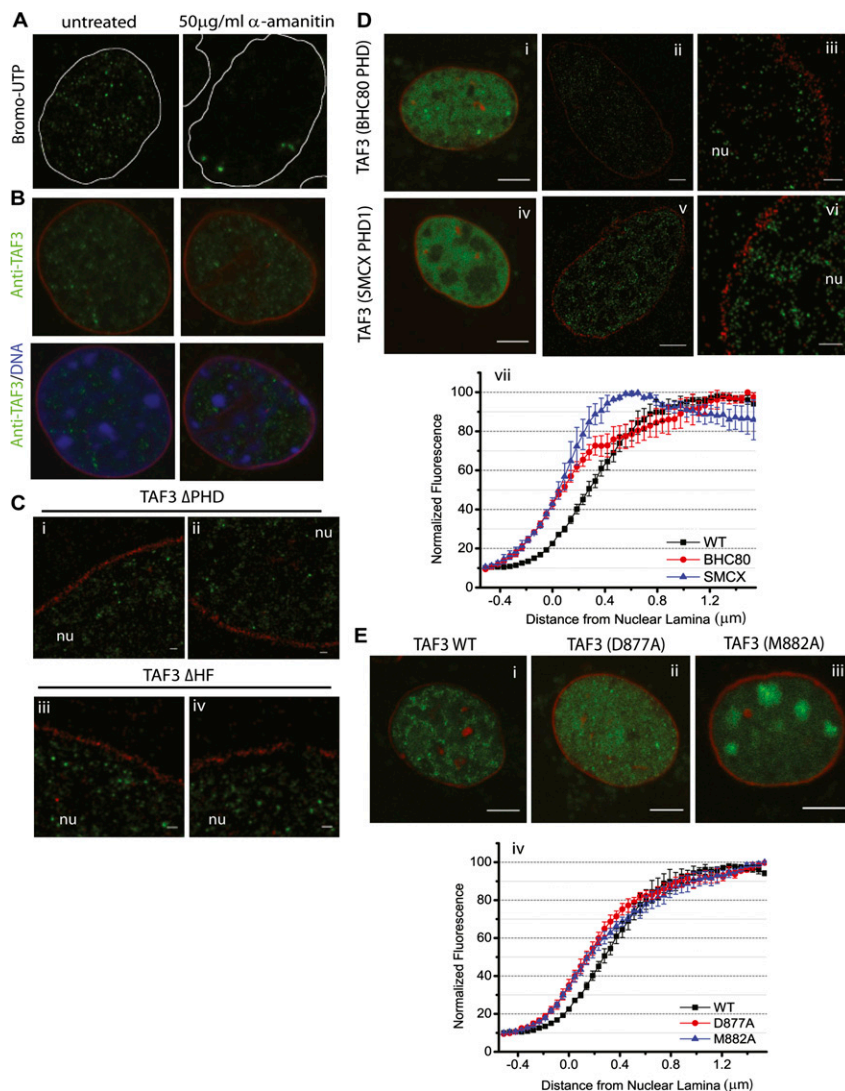 A
untreated
50µg/ml α-amanitin
Bromo-UTP
B
Anti-TAF3
Anti-TAF3/DNA
C
TAF3 ΔPHD
i
nu
ii
nu
TAF3 ΔHF
iii
nu
iv
nu
D
TAF3 (BHC80 PHD)
i
ii
iii
nu
TAF3 (SMCX PHD1)
iv
v
vi
nu
vii
Normalized Fluorescence
100
80
60
40
20
0
WT
BHC80
SMCX
-0.4
0.0
0.4
0.8
1.2
Distance from Nuclear Lamina (µm)
E
TAF3 WT
TAF3 (D877A)
TAF3 (M882A)
i
ii
iii
iv
Normalized Fluorescence
100
80
60
40
20
0
WT
D877A
M882A
-0.4
0.0
0.4
0.8
1.2
Distance from Nuclear Lamina (µm)